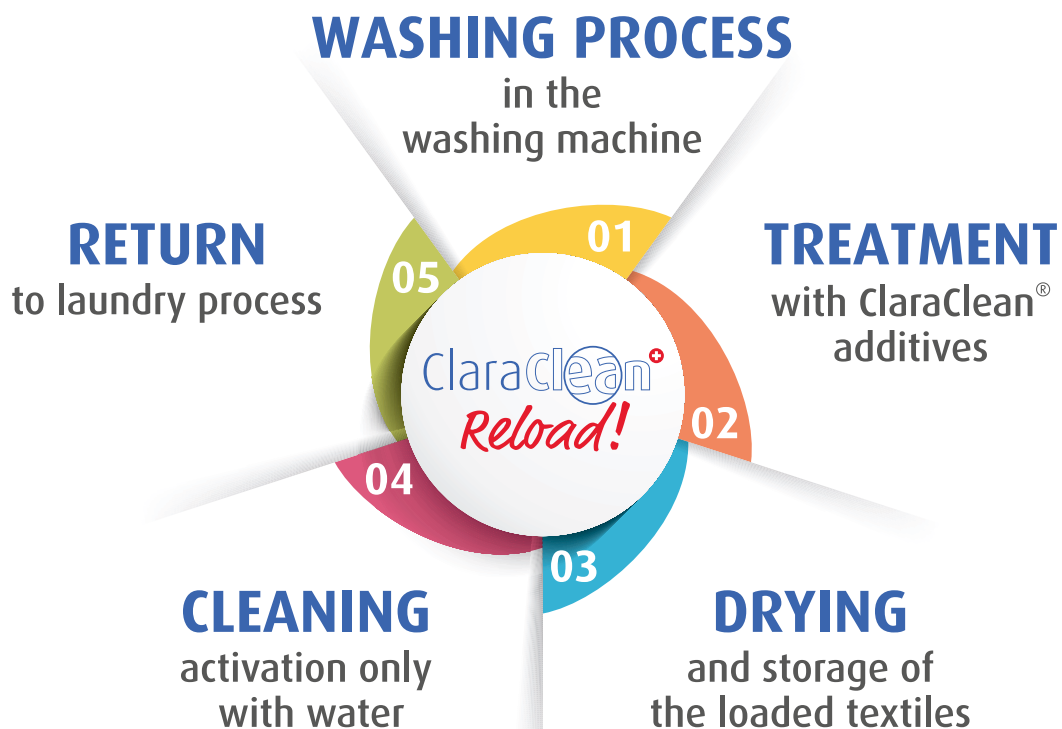 WASHING PROCESS
in the
washing machine
01
TREATMENT
with ClaraClean®
additives
02
DRYING
and storage of
the loaded textiles
03
CLEANING
activation only
with water
04
RETURN
to laundry process
05
ClaraClean
Reload!